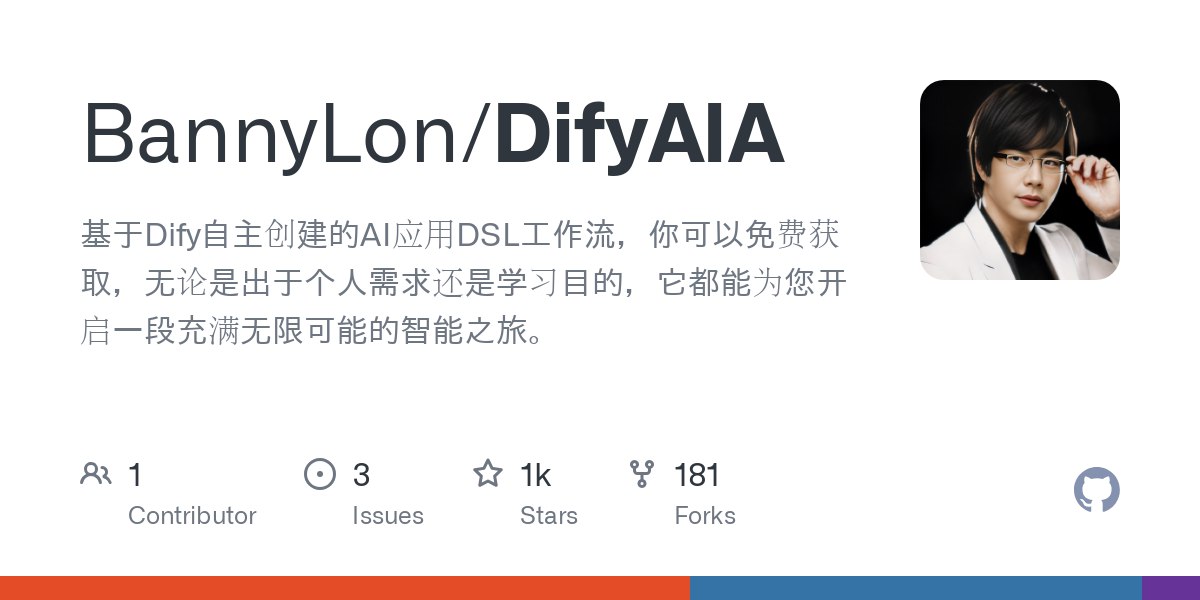 BannyLon/DifyAIA
基于Dify自主创建的AI应用DSL工作流，你可以免费获
取，无论是出于个人需求还是学习目的，它都能为您开
启一段充满无限可能的智能之旅。
1 3 1k 181
Contributor Issues Stars Forks